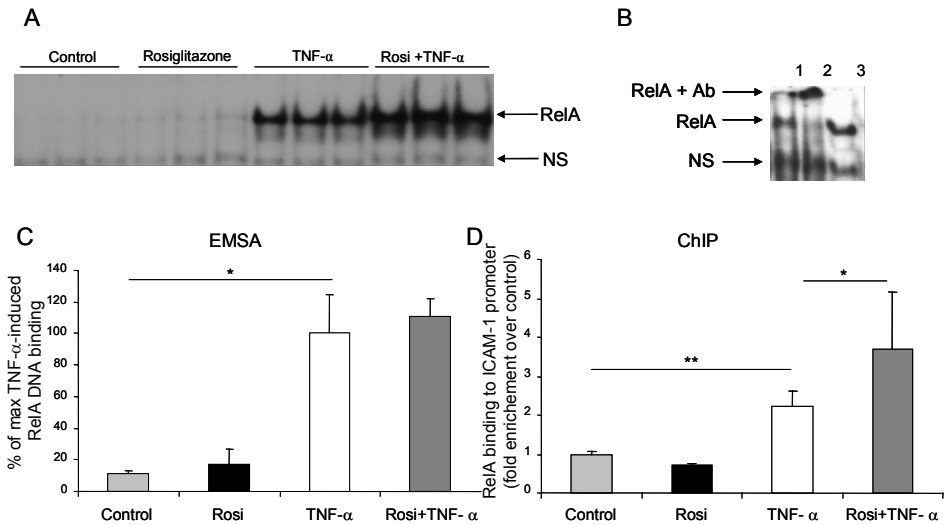 A
Control Rosiglitazone TNF-α Rosi +TNF-α
RelA
NS
B
1 2 3
RelA + Ab
RelA
NS
C
EMSA
% of max TNF-α-induced
RelA DNA binding
140
120
100
80
60
40
20
0
*
Control Rosi TNF-α Rosi+TNF- α
D
ChIP
RelA binding to ICAM-1 promoter
(fold enrichement over control)
6
5
4
3
2
1
0
**
*
Control Rosi TNF- α Rosi+TNF- α